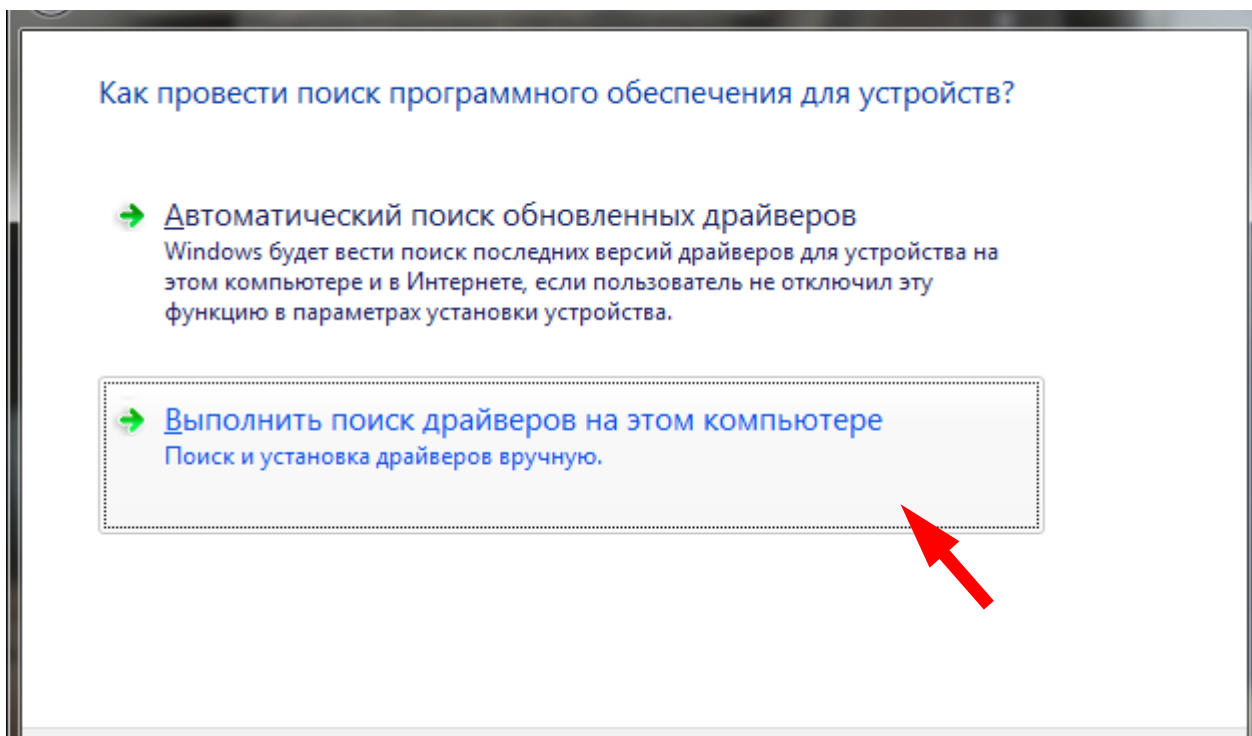 Как провести поиск программного обеспечения для устройств?
Автоматический поиск обновленных драйверов
Windows будет вести поиск последних версий драйверов для устройства на
этом компьютере и в Интернете, если пользователь не отключил эту
функцию в параметрах установки устройства.
Выполнить поиск драйверов на этом компьютере
Поиск и установка драйверов вручную.